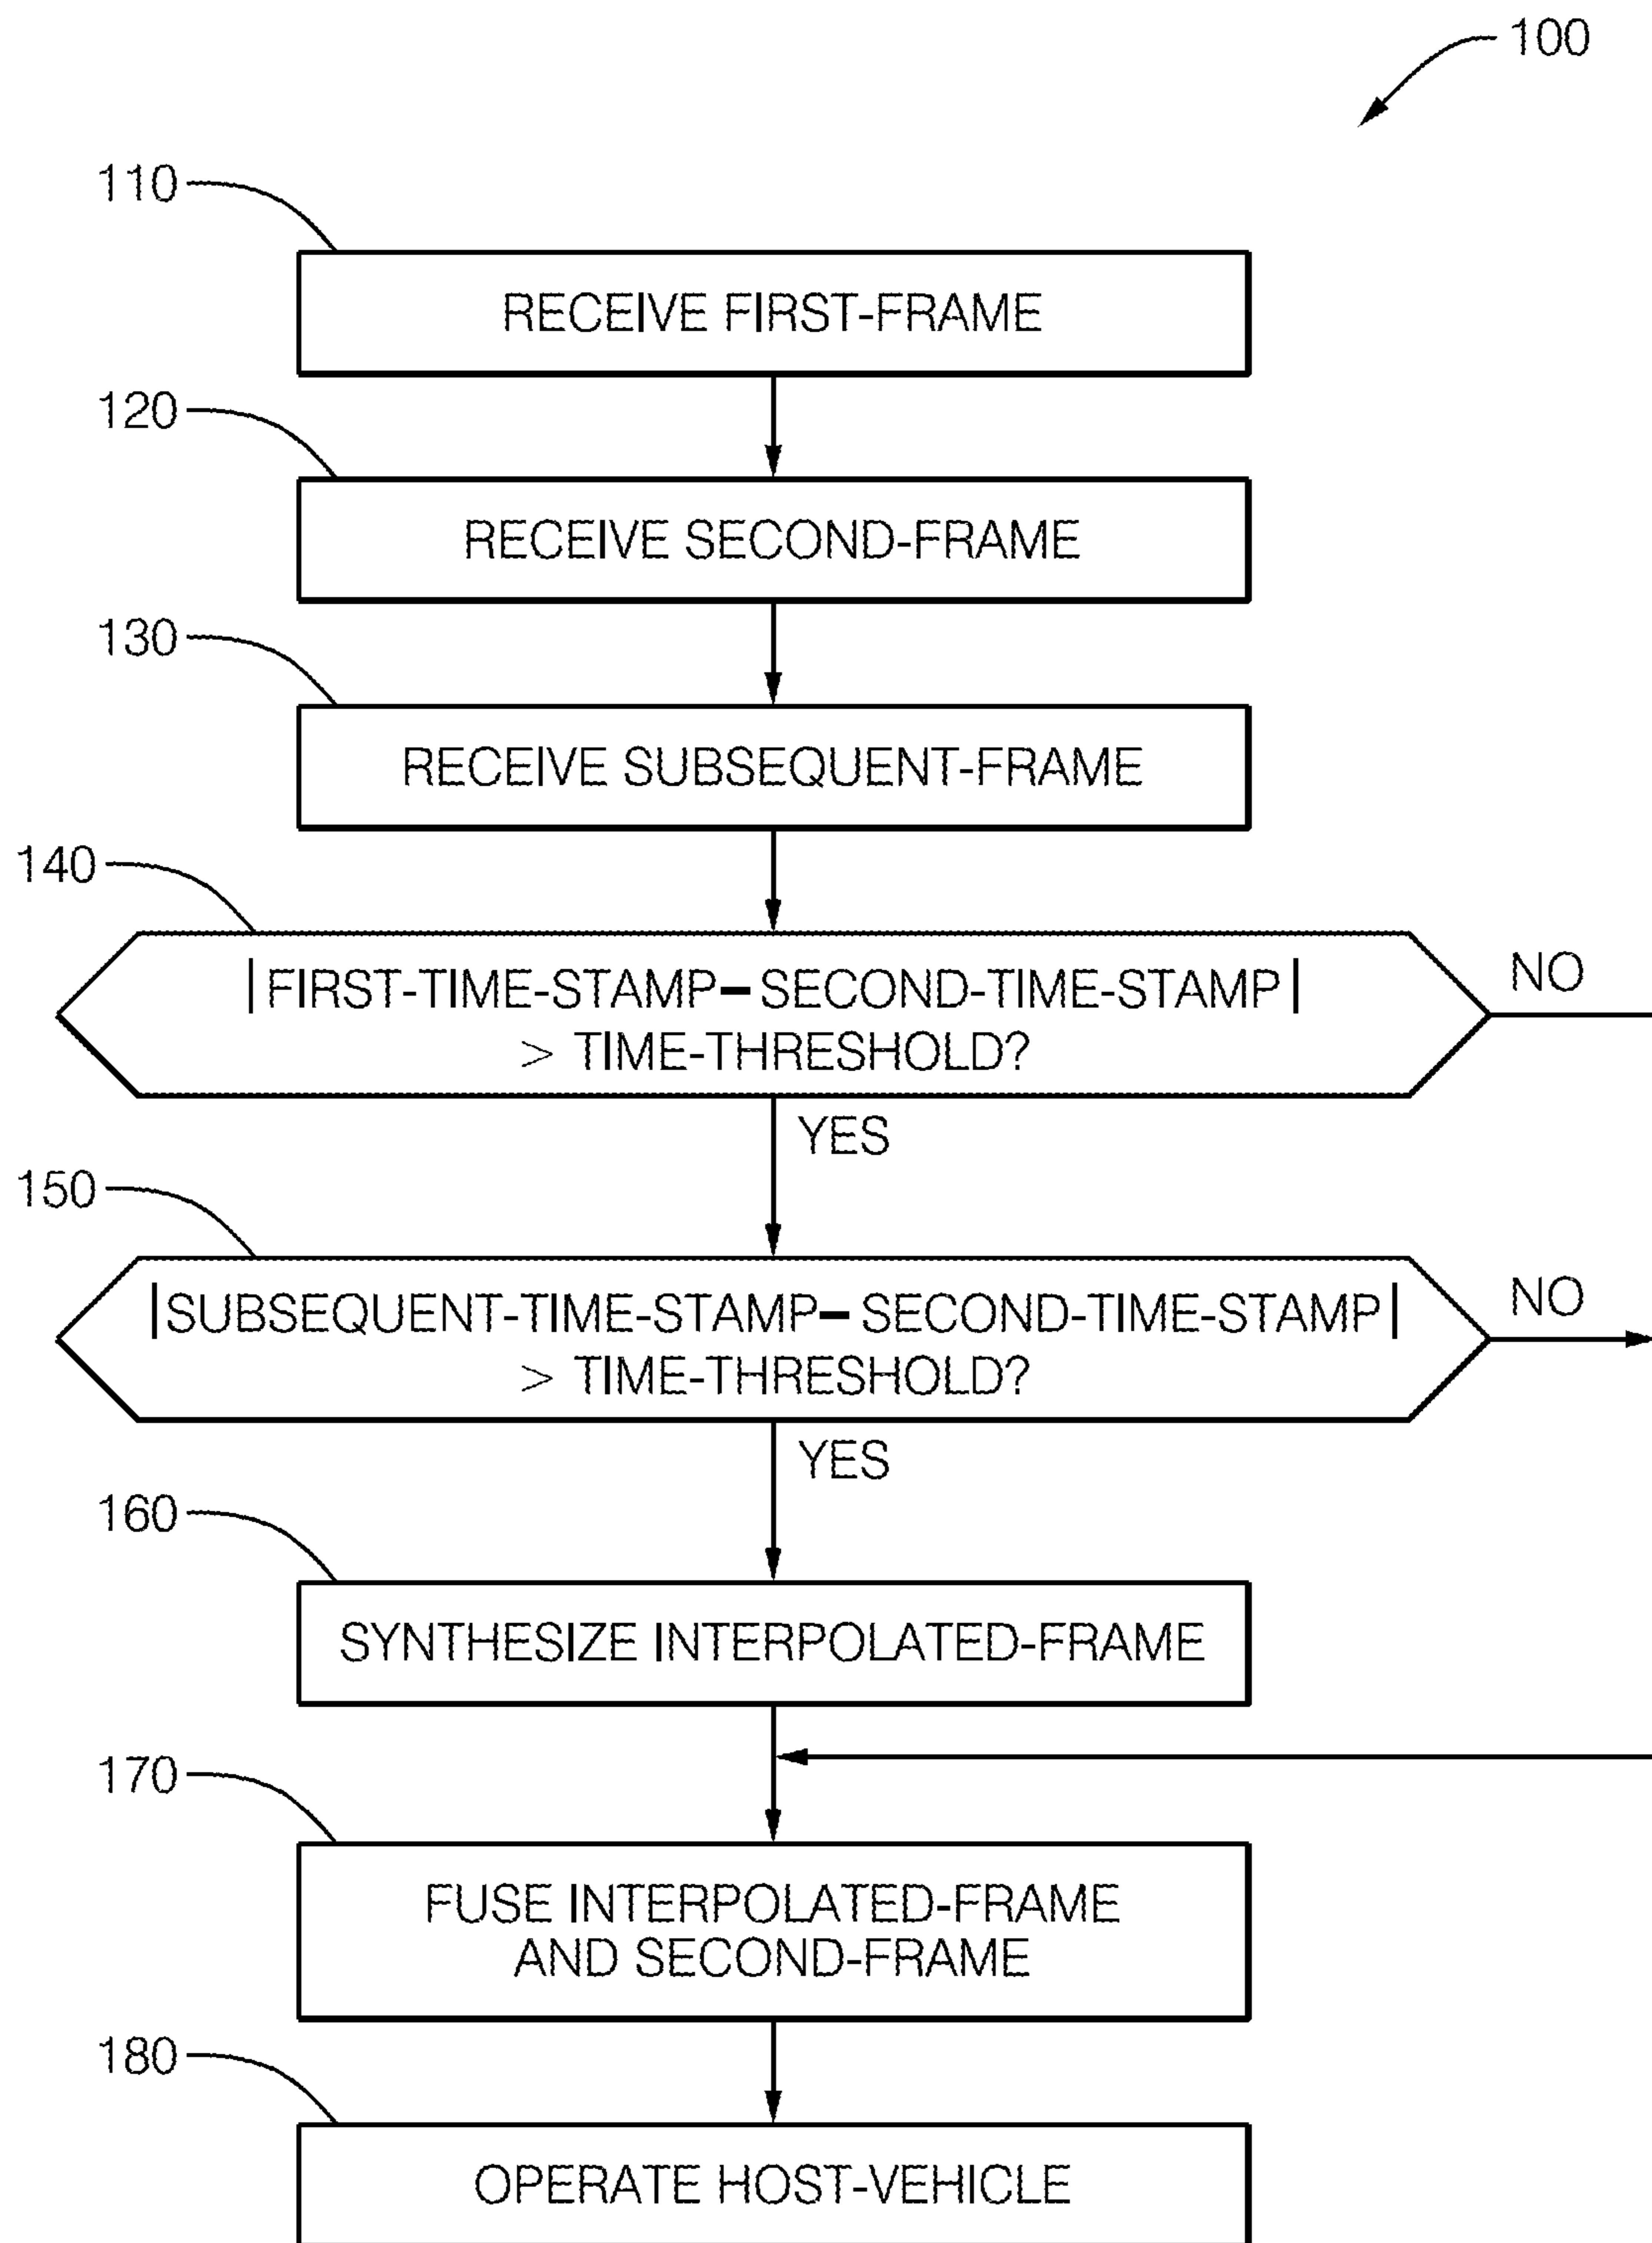 100
110
RECEIVE FIRST-FRAME
120
RECEIVE SECOND-FRAME
130
RECEIVE SUBSEQUENT-FRAME
140
|FIRST-TIME-STAMP–SECOND-TIME-STAMP|
> TIME-THRESHOLD?
NO
YES
150
|SUBSEQUENT-TIME-STAMP–SECOND-TIME-STAMP|
> TIME-THRESHOLD?
NO
YES
160
SYNTHESIZE INTERPOLATED-FRAME
170
FUSE INTERPOLATED-FRAME
AND SECOND-FRAME
180
OPERATE HOST-VEHICLE